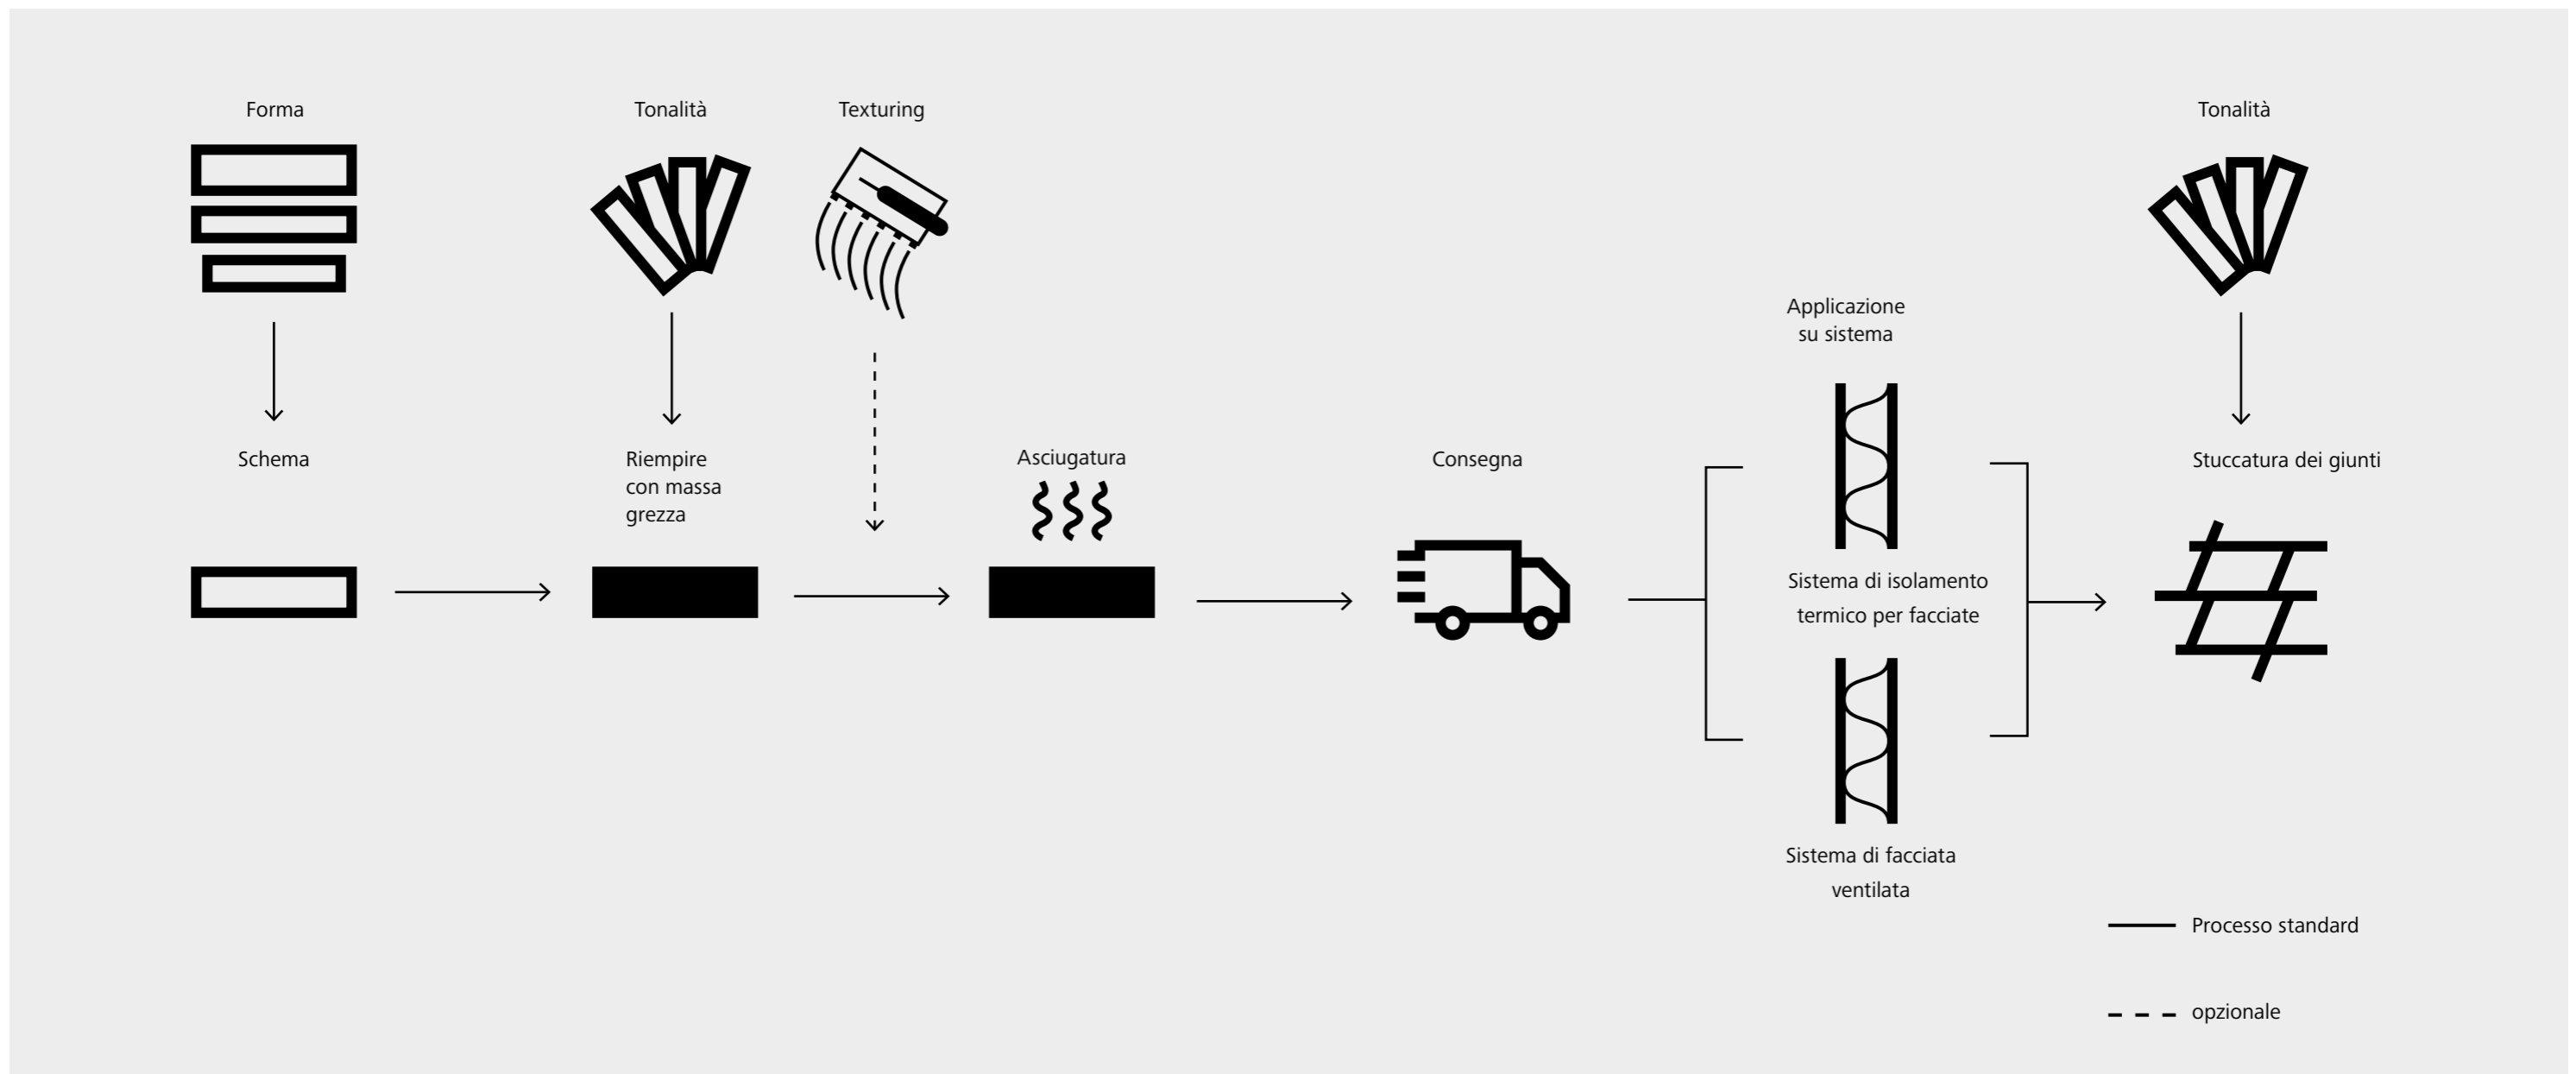 Forma
Tonalità
Texturing
Tonalità
Applicazione
su sistema
Schema
Riempire
con massa
grezza
Asciugatura
Consegna
Stuccatura dei giunti
Sistema di isolamento
termico per facciate
Sistema di facciata
ventilata
Processo standard
opzionale